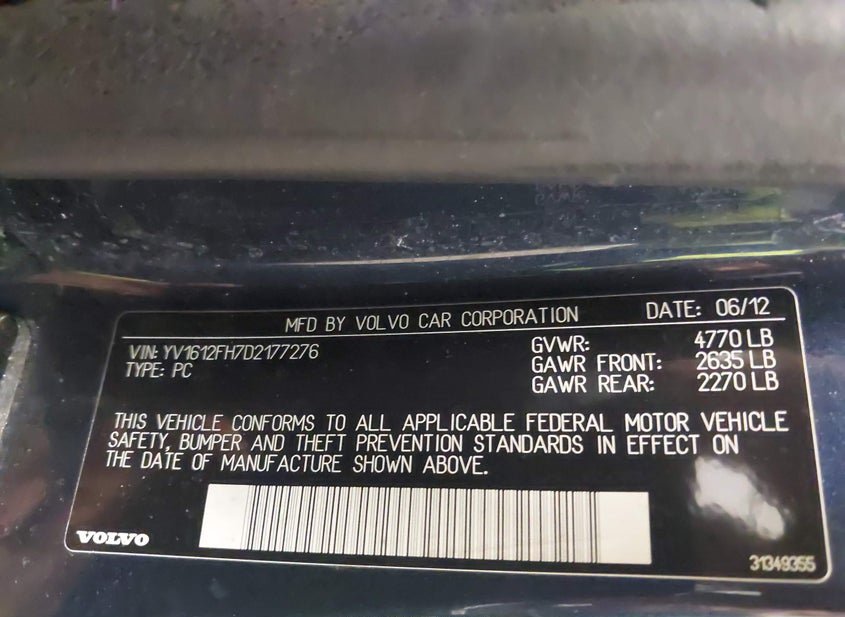 MFD BY VOLVO CAR CORPORATION DATE: 06/12
VIN: YV1612FH7D2177276 GVWR: 4770 LB
TYPE: PC GAWR FRONT: 2635 LB
GAWR REAR: 2270 LB
THIS VEHICLE CONFORMS TO ALL APPLICABLE FEDERAL MOTOR VEHICLE
SAFETY, BUMPER AND THEFT PREVENTION STANDARDS IN EFFECT ON
THE DATE OF MANUFACTURE SHOWN ABOVE.
VOLVO
31349355